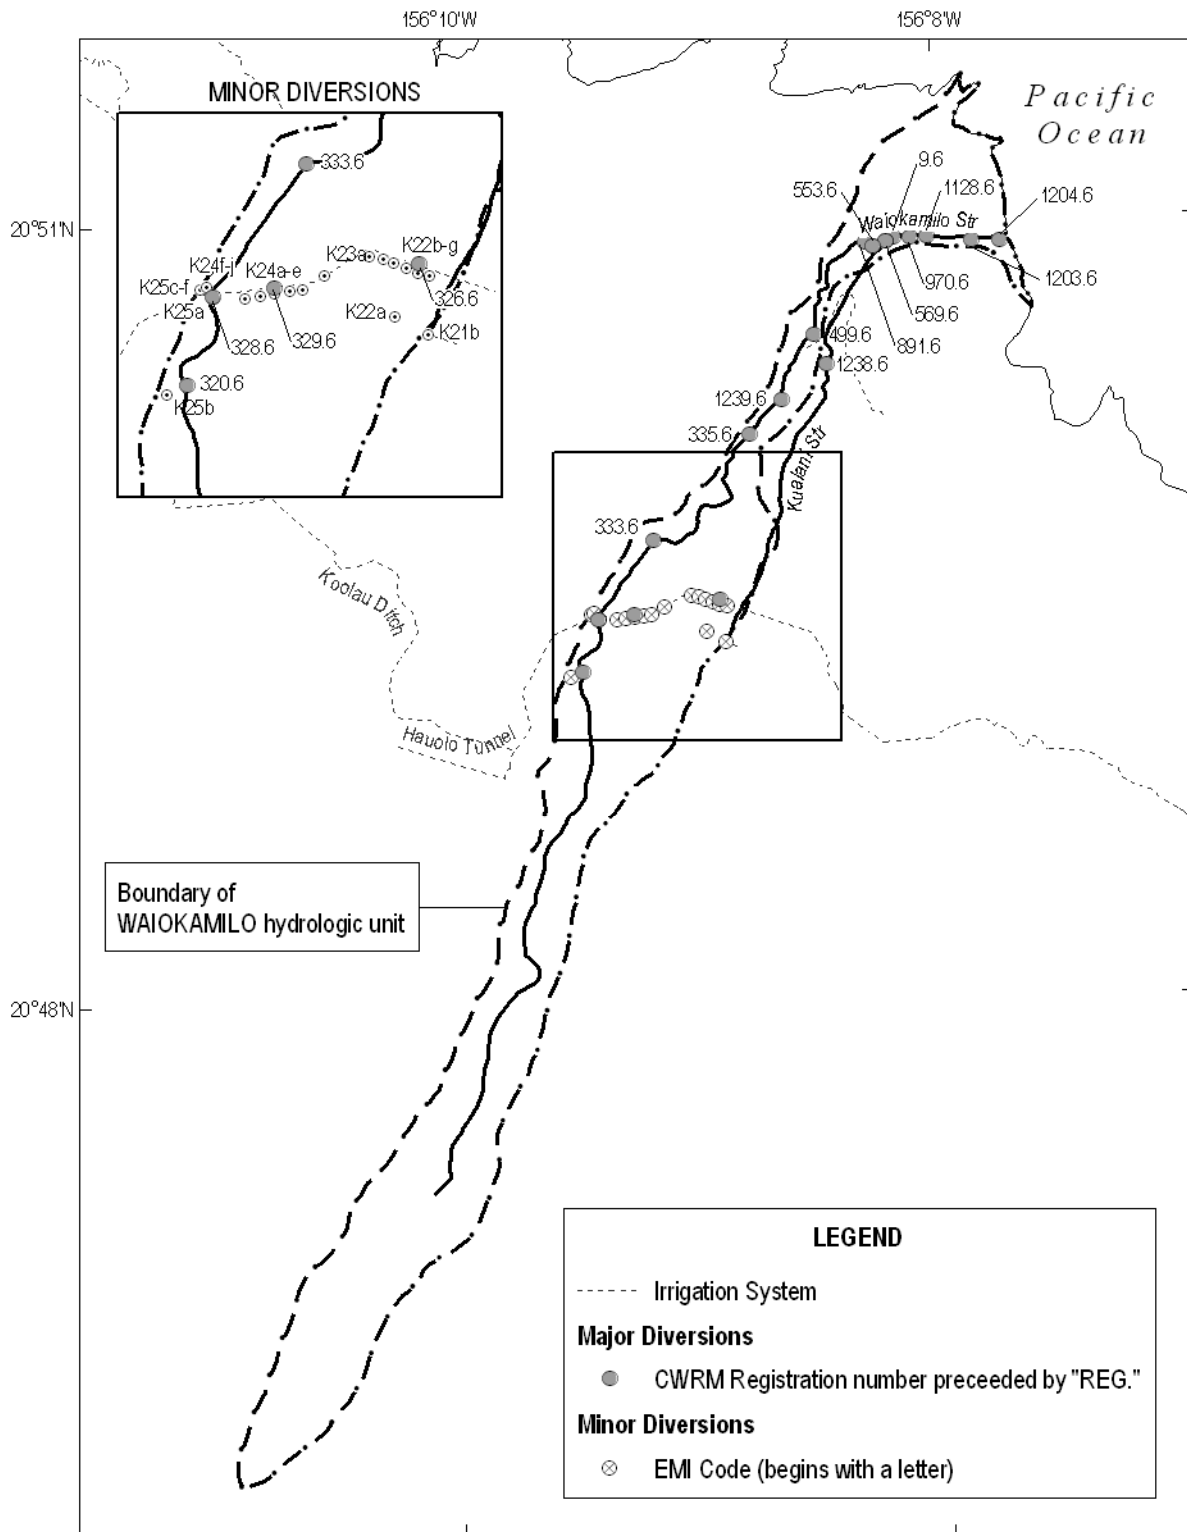 156°10'W
156°8'W
MINOR DIVERSIONS
Pacific
Ocean
333.6
K24f-j
K24a-e
K23a
K22b-g
K25c-f
K25a
326.6
K22a
K21b
328.6
329.6
320.6
K25b
9.6
553.6
1128.6
1204.6
Waiokamilo Str
20°51'N
970.6
1203.6
569.6
499.6
891.6
1238.6
1239.6
335.6
Kualani Str
333.6
Koolau Ditch
Hauolo Tunnel
Boundary of
WAIOKAMILO hydrologic unit
20°48'N
LEGEND
Irrigation System
Major Diversions
CWRM Registration number preceeded by "REG."
Minor Diversions
EMI Code (begins with a letter)